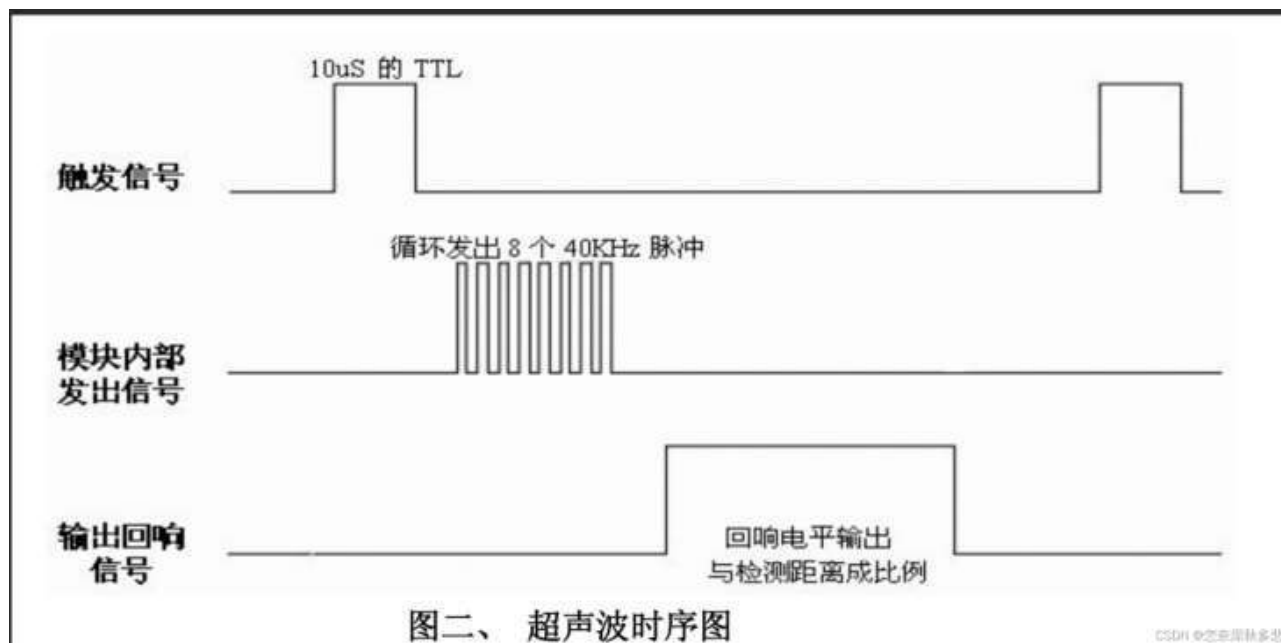 10uS 的 TTL
触发信号
循环发出 8 个 40KHz 脉冲
模块内部
发出信号
输出回响
信号
回响电平输出
与检测距离成比例
图二、 超声波时序图